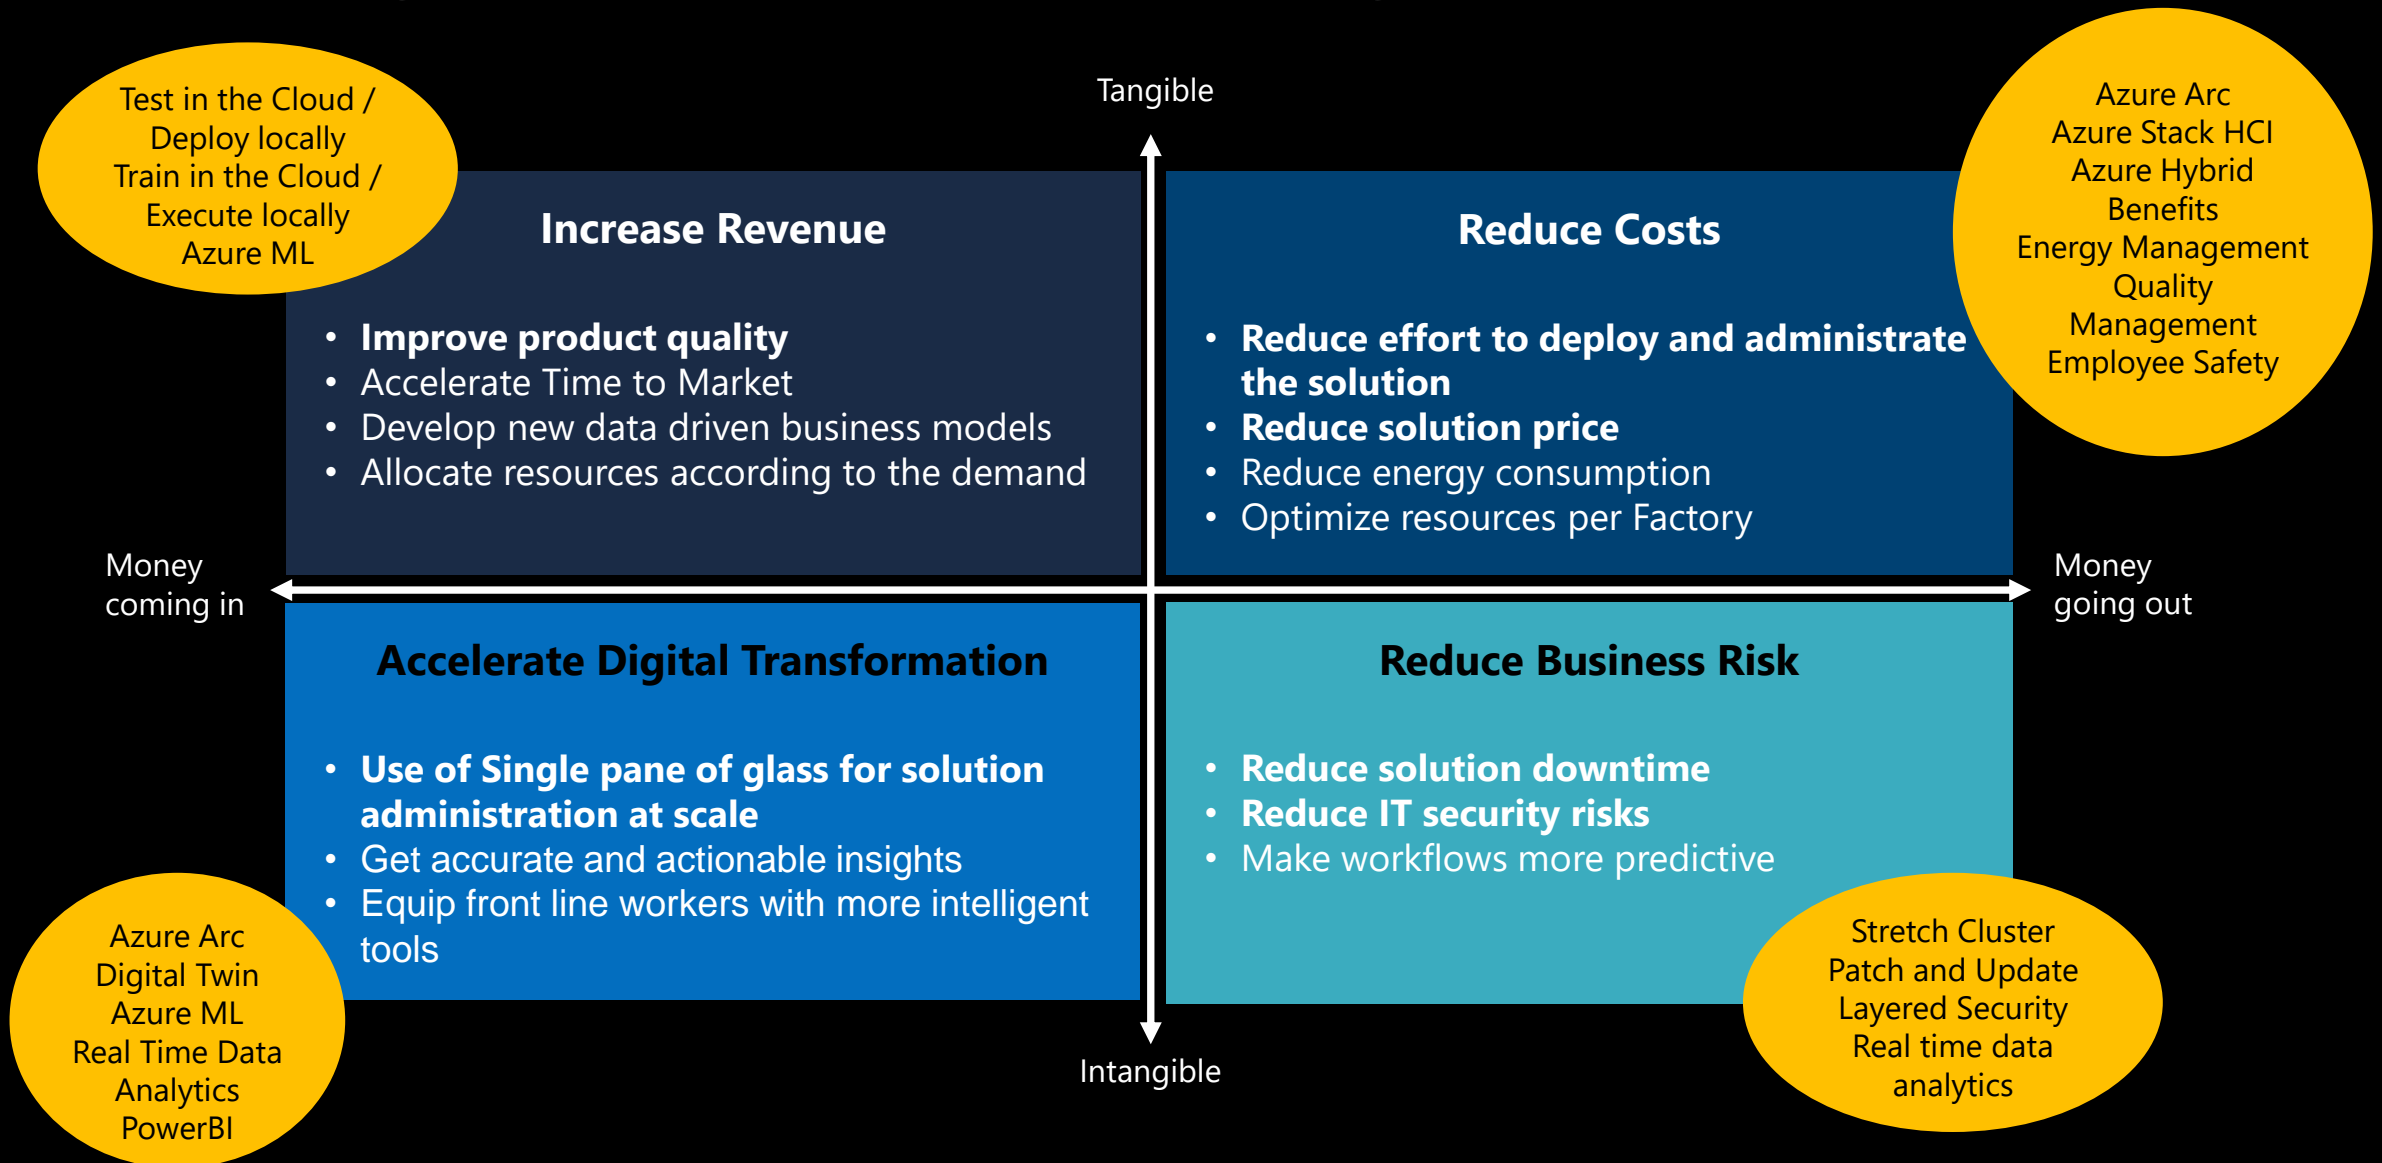 Test in the Cloud /
Deploy locally
Train in the Cloud /
Execute locally
Azure ML
Tangible
Azure Arc
Azure Stack HCI
Azure Hybrid
Benefits
Energy Management
Quality
Management
Employee Safety
Increase Revenue
• Improve product quality
• Accelerate Time to Market
• Develop new data driven business models
• Allocate resources according to the demand
Reduce Costs
• Reduce effort to deploy and administrate
the solution
• Reduce solution price
• Reduce energy consumption
• Optimize resources per Factory
Money
coming in
Money
going out
Accelerate Digital Transformation
• Use of Single pane of glass for solution
administration at scale
• Get accurate and actionable insights
• Equip front line workers with more intelligent
tools
Reduce Business Risk
• Reduce solution downtime
• Reduce IT security risks
• Make workflows more predictive
Azure Arc
Digital Twin
Azure ML
Real Time Data
Analytics
PowerBI
Intangible
Stretch Cluster
Patch and Update
Layered Security
Real time data
analytics